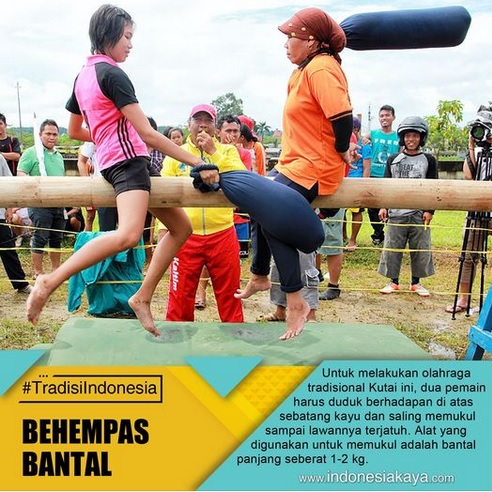 Kaltim
#TradisiIndonesia
BEHEMPAS
BANTAL
Untuk melakukan olahraga
tradisional Kutai ini, dua pemain
harus duduk berhadapan di atas
sebatang kayu dan saling memukul
sampai lawannya terjatuh. Alat yang
digunakan untuk memukul adalah bantal
panjang seberat 1-2 kg.
www.indonesiakaya.com